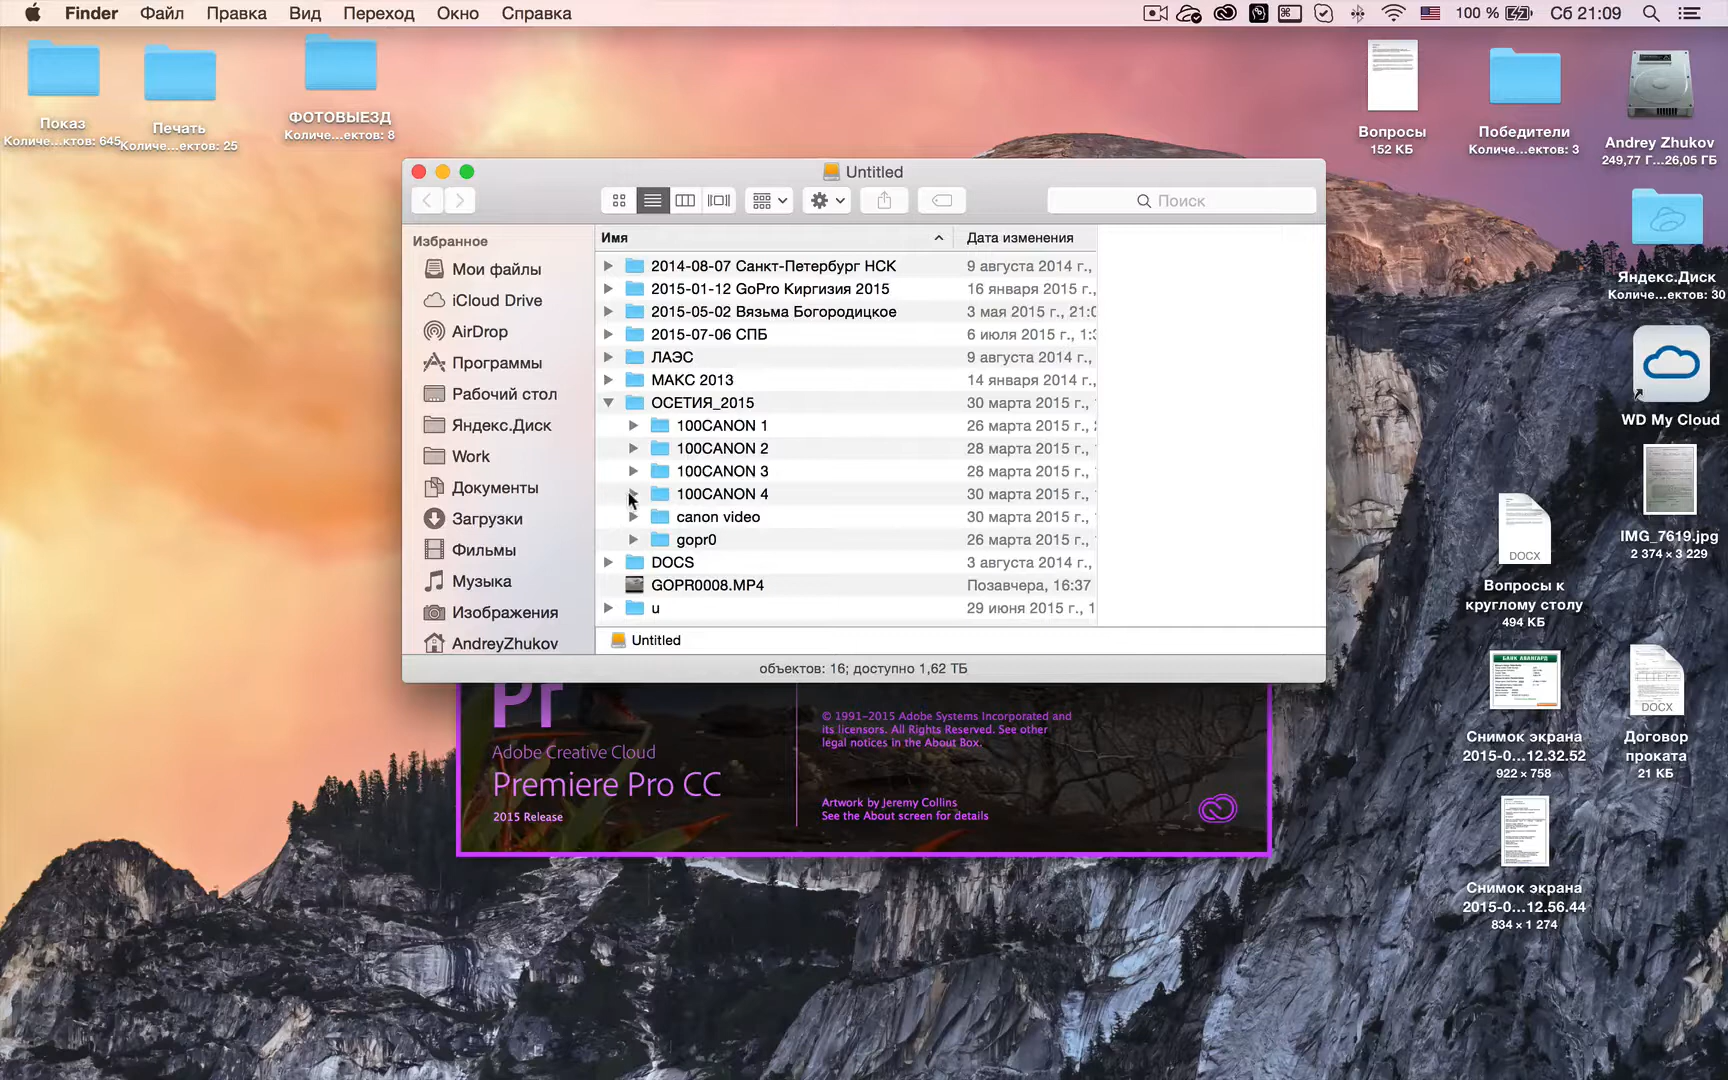 Finder Файл Правка Вид Переход Окно Справка 100 % Сб 21:09
Показ
Количе...ктов: 645
Печать
Количе...ектов: 25
ФОТОВЫЕЗД
Количе...ектов: 8
Вопросы
152 КБ
Победители
Количе...ектов: 3
Andrey Zhukov
249,77 Г...26,05 ГБ
Untitled
Поиск
Избранное
Мои файлы
iCloud Drive
AirDrop
Программы
Рабочий стол
Яндекс.Диск
Work
Документы
Загрузки
Фильмы
Музыка
Изображения
AndreyZhukov
Имя Дата изменения
2014-08-07 Санкт-Петербург НСК 9 августа 2014 г.,
2015-01-12 GoPro Киргизия 2015 16 января 2015 г.,
2015-05-02 Вязьма Богородицкое 3 мая 2015 г., 21:0
2015-07-06 СПБ 6 июля 2015 г., 1:3
ЛАЭС 9 августа 2014 г.,
МАКС 2013 14 января 2014 г.,
ОСЕТИЯ_2015 30 марта 2015 г.,
100CANON 1 26 марта 2015 г.,
100CANON 2 28 марта 2015 г.,
100CANON 3 28 марта 2015 г.,
100CANON 4 30 марта 2015 г.,
canon video 30 марта 2015 г.,
gopr0 26 марта 2015 г.,
DOCS 3 августа 2014 г.,
GOPR0008.MP4 Позавчера, 16:37
u 29 июня 2015 г., 1
Untitled
объектов: 16; доступно 1,62 ТБ
Pr
Adobe Creative Cloud
Premiere Pro CC
2015 Release
© 1991-2015 Adobe Systems Incorporated and
its licensors. All Rights Reserved. See other
legal notices in the About Box.
Artwork by Jeremy Collins
See the About screen for details
Яндекс.Диск
Количе...ектов: 30
WD My Cloud
IMG_7619.jpg
2 374 × 3 229
DOCX
Вопросы к
круглому столу
494 КБ
БАНК АВАНГАРД
Снимок экрана
2015-0...12.32.52
922 × 758
DOCX
Договор
проката
21 КБ
Снимок экрана
2015-0...12.56.44
834 × 1 274